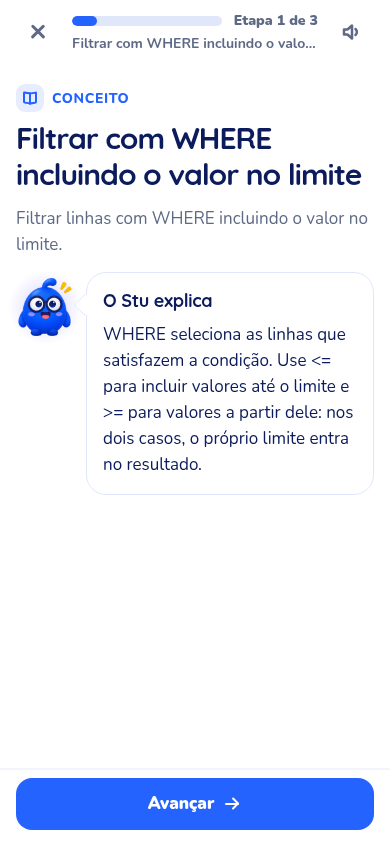 Etapa 1 de 3
Filtrar com WHERE incluindo o valo...
CONCEITO
Filtrar com WHERE
incluindo o valor no limite
Filtrar linhas com WHERE incluindo o valor no
limite.
O Stu explica
WHERE seleciona as linhas que
satisfazem a condição. Use <=
para incluir valores até o limite e
>= para valores a partir dele: nos
dois casos, o próprio limite entra
no resultado.
Avançar →